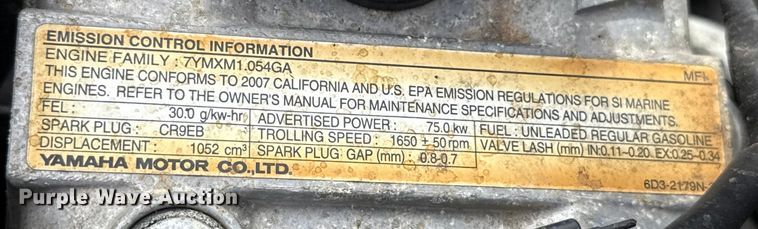 EMISSION CONTROL INFORMATION
ENGINE FAMILY : 7YMXM1.054GA MFI
THIS ENGINE CONFORMS TO 2007 CALIFORNIA AND U.S. EPA EMISSION REGULATIONS FOR SI MARINE
ENGINES. REFER TO THE OWNER'S MANUAL FOR MAINTENANCE SPECIFICATIONS AND ADJUSTMENTS.
FEL: 30.0 g/kw-hr ADVERTISED POWER : 75.0 kw FUEL : UNLEADED REGULAR GASOLINE
SPARK PLUG : CR9EB TROLLING SPEED : 1650 ± 50 rpm VALVE LASH (mm) IN:0.11~0.20 EX:0.25~0.34
DISPLACEMENT : 1052 cm³ SPARK PLUG GAP (mm) : 0.8-0.7
YAMAHA MOTOR CO.,LTD. 6D3-2179N-
Purple Wave Auction